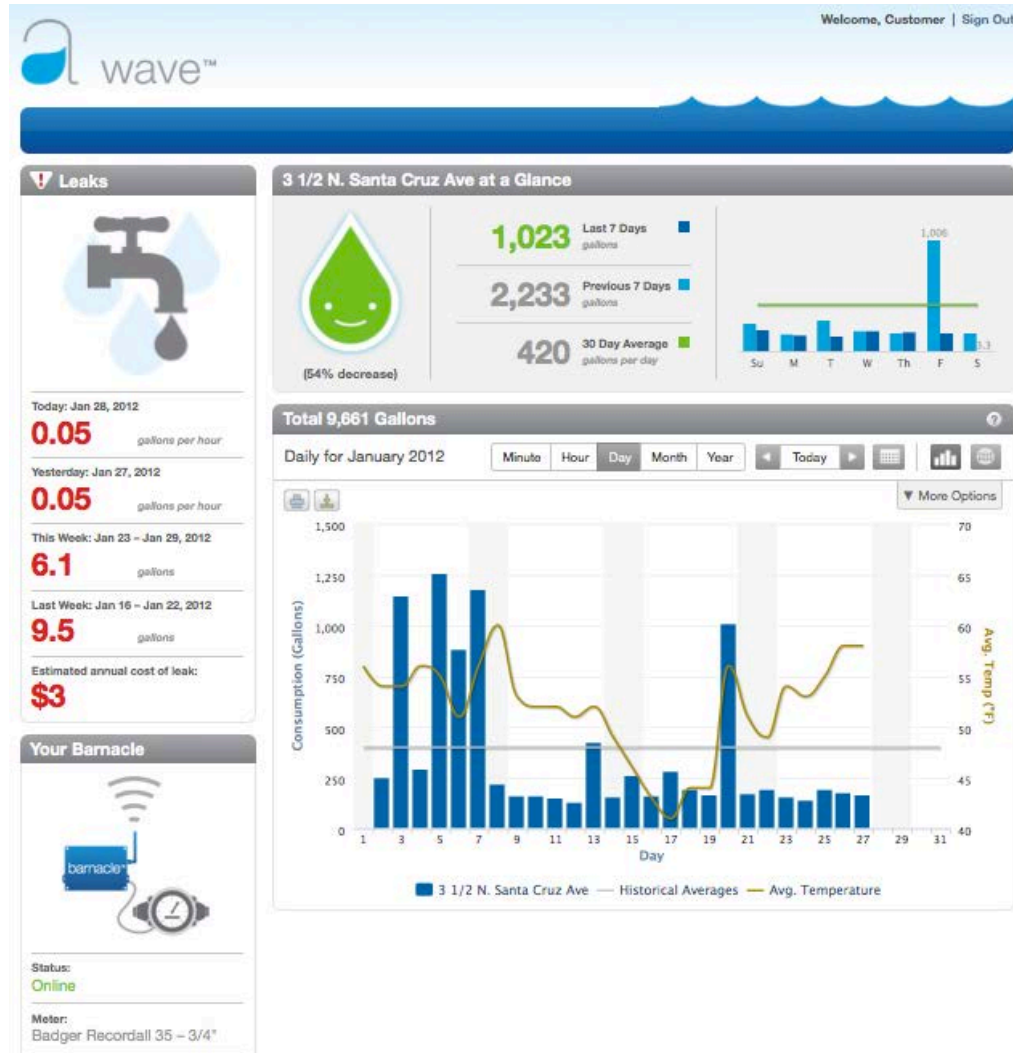 Welcome, Customer | Sign Out
a wave™
Leaks
Today: Jan 28, 2012
0.05 gallons per hour
Yesterday: Jan 27, 2012
0.05 gallons per hour
This Week: Jan 23 – Jan 29, 2012
6.1 gallons
Last Week: Jan 16 – Jan 22, 2012
9.5 gallons
Estimated annual cost of leak:
$3
Your Barnacle
barnacle™
Status:
Online
Meter:
Badger Recordall 35 – 3/4"
3 1/2 N. Santa Cruz Ave at a Glance
(54% decrease)
1,023 Last 7 Days
gallons
2,233 Previous 7 Days
gallons
420 30 Day Average
gallons per day
1,006
3.3
Su M T W Th F S
Total 9,661 Gallons
Daily for January 2012
Minute Hour Day Month Year Today
More Options
Consumption (Gallons)
1,500
1,250
1,000
750
500
250
0
70
65
60
55
50
45
40
Avg. Temp (°F)
1 3 5 7 9 11 13 15 17 19 21 23 25 27 29 31
Day
3 1/2 N. Santa Cruz Ave Historical Averages Avg. Temperature